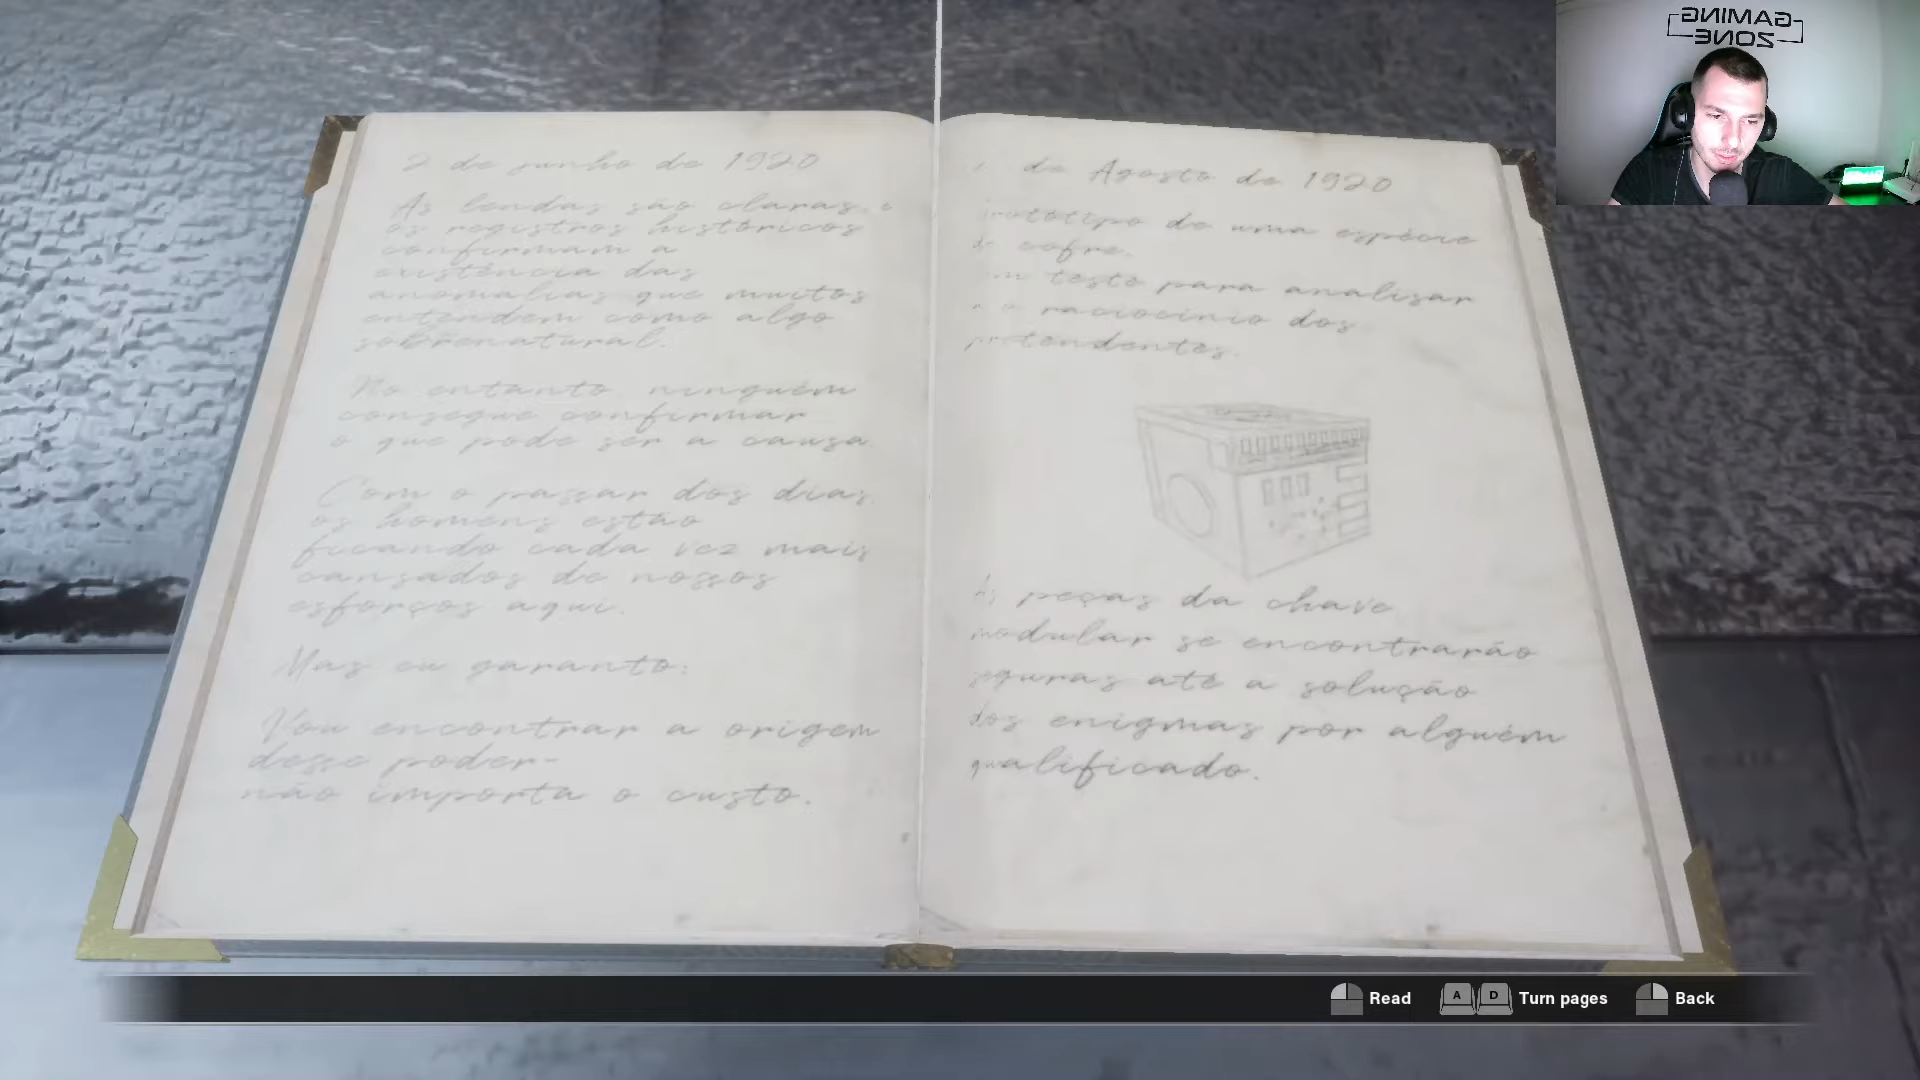 2 de junho de 1920
As lendas são claras, e
os registros históricos
confirmam a
existência das
anomalias que muitos
entendem como algo
sobrenatural.
No entanto ninguém
consegue confirmar
o que pode ser a causa.
Com o passar dos dias,
os homens estão
ficando cada vez mais
cansados de nossos
esforços aqui.
Mas eu garanto:
Vou encontrar a origem
desse poder-
não importa o custo.
de Agosto de 1920
Protótipo de uma espécie
de cofre.
Um teste para analisar
raciocínio dos
pretendentes.
As peças da chave
modular se encontrarão
seguras até a solução
dos enigmas por alguém
qualificado.
GAMING
ZONE
Read
A D Turn pages
Back